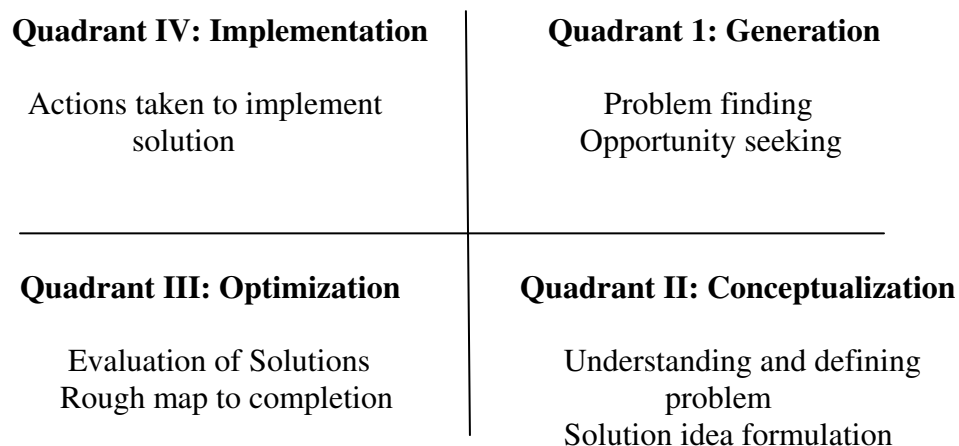 Quadrant IV: Implementation
Actions taken to implement
solution
Quadrant 1: Generation
Problem finding
Opportunity seeking
Quadrant III: Optimization
Evaluation of Solutions
Rough map to completion
Quadrant II: Conceptualization
Understanding and defining
problem
Solution idea formulation